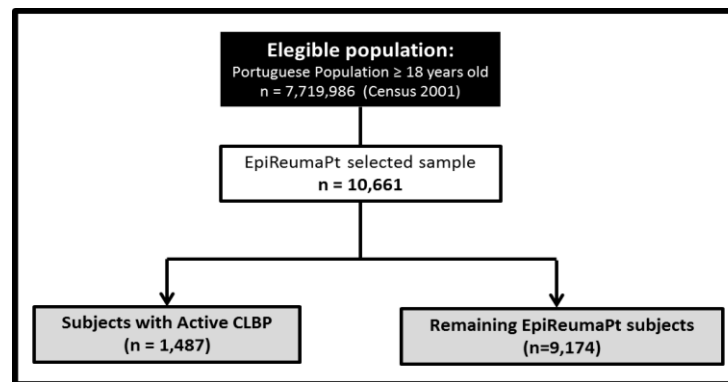 Elegible population:
Portuguese Population ≥ 18 years old
n = 7,719,986 (Census 2001)
EpiReumaPt selected sample
n = 10,661
Subjects with Active CLBP
(n = 1,487)
Remaining EpiReumaPt subjects
(n=9,174)